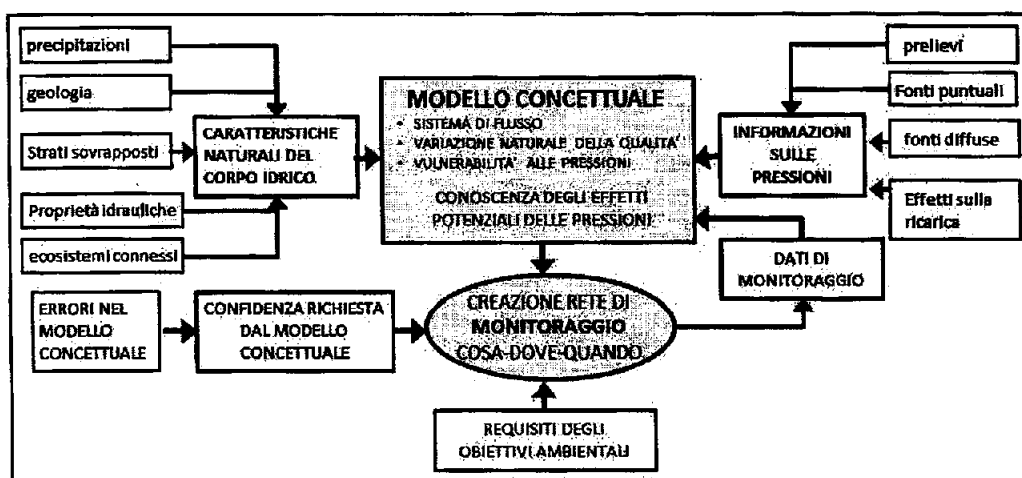 precipitazioni
geologia
Strati sovrapposti
Proprietà idrauliche
ecosistemi connessi
CARATTERISTICHE
NATURALI DEL
CORPO IDRICO.
MODELLO CONCETTUALE
• SISTEMA DI FLUSSO
• VARIAZIONE NATURALE DELLA QUALITA'
• VULNERABILITA' ALLE PRESSIONI
CONOSCENZA DEGLI EFFETTI
POTENZIALI DELLE PRESSIONI
INFORMAZIONI
SULLE
PRESSIONI
prelievi
Fonti puntuali
fonti diffuse
Effetti sulla
ricarica
DATI DI
MONITORAGGIO
ERRORI NEL
MODELLO
CONCETTUALE
CONFIDENZA RICHIESTA
DAL MODELLO
CONCETTUALE
CREAZIONE RETE DI
MONITORAGGIO
COSA-DOVE-QUANDO
REQUISITI DEGLI
OBIETTIVI AMBIENTALI